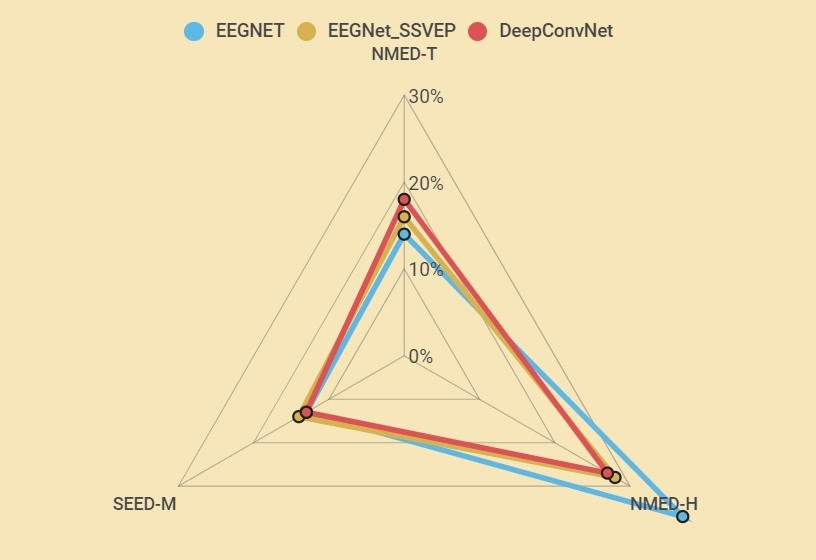 EEGNET EEGNet_SSVEP DeepConvNet
NMED-T
30%
20%
10%
0%
SEED-M
NMED-H